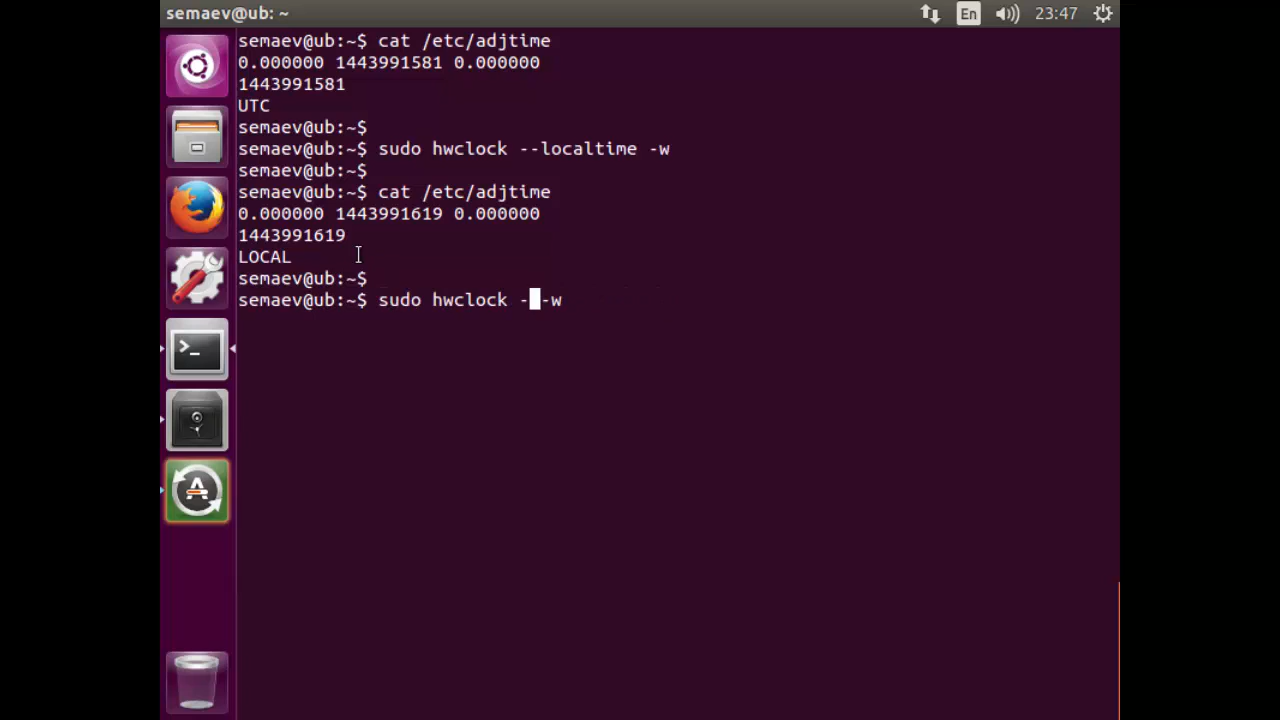 semaev@ub: ~
En
23:47
semaev@ub:~$ cat /etc/adjtime
0.000000 1443991581 0.000000
1443991581
UTC
semaev@ub:~$
semaev@ub:~$ sudo hwclock --localtime -w
semaev@ub:~$
semaev@ub:~$ cat /etc/adjtime
0.000000 1443991619 0.000000
1443991619
LOCAL
semaev@ub:~$
semaev@ub:~$ sudo hwclock - -w